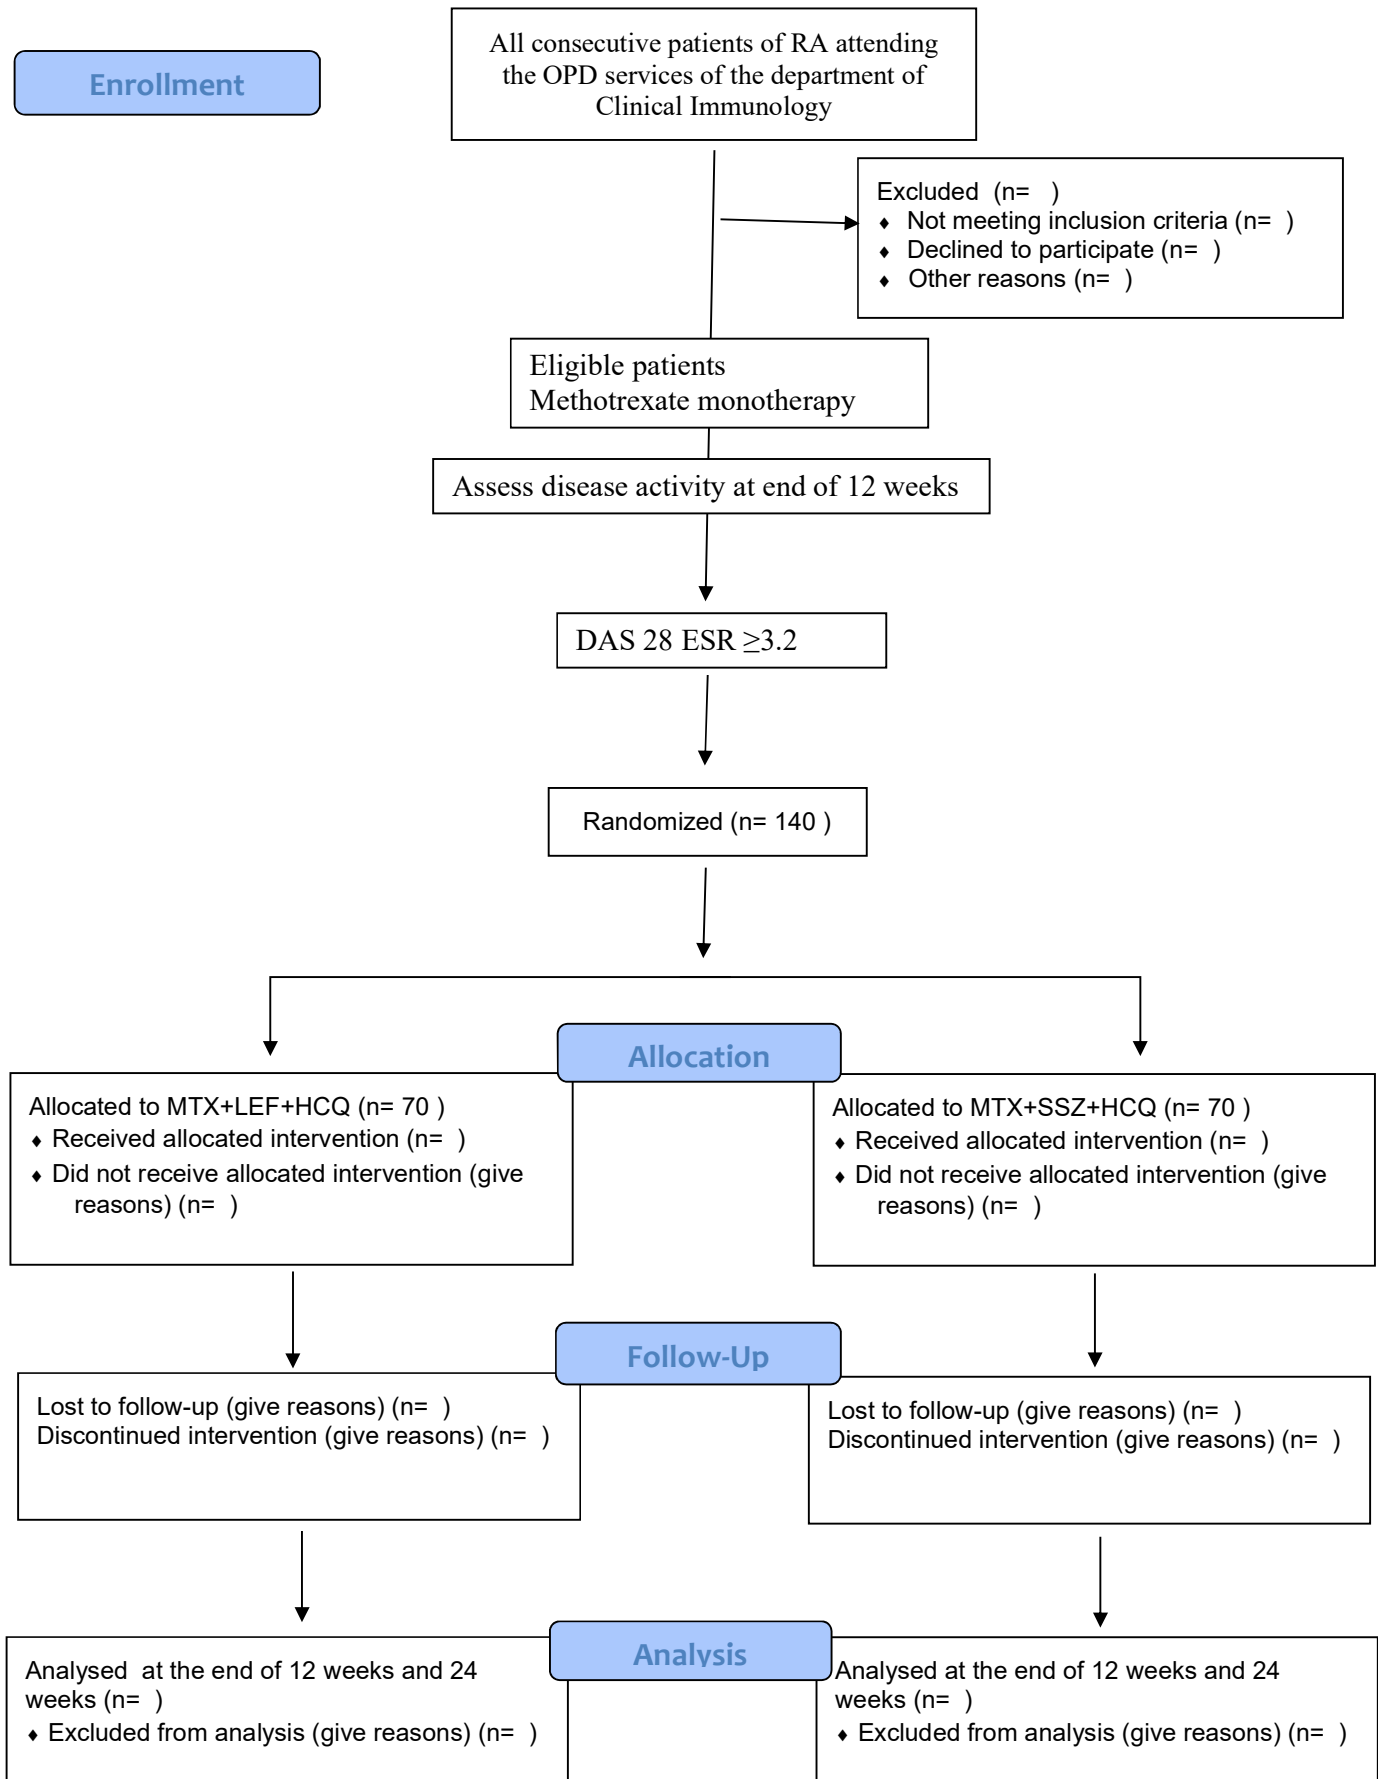 Enrollment
All consecutive patients of RA attending
the OPD services of the department of
Clinical Immunology
Excluded (n= )
♦ Not meeting inclusion criteria (n= )
♦ Declined to participate (n= )
♦ Other reasons (n= )
Eligible patients
Methotrexate monotherapy
Assess disease activity at end of 12 weeks
DAS 28 ESR ≥3.2
Randomized (n= 140 )
Allocation
Allocated to MTX+LEF+HCQ (n= 70 )
♦ Received allocated intervention (n= )
♦ Did not receive allocated intervention (give
reasons) (n= )
Allocated to MTX+SSZ+HCQ (n= 70 )
♦ Received allocated intervention (n= )
♦ Did not receive allocated intervention (give
reasons) (n= )
Follow-Up
Lost to follow-up (give reasons) (n= )
Discontinued intervention (give reasons) (n= )
Lost to follow-up (give reasons) (n= )
Discontinued intervention (give reasons) (n= )
Analysis
Analysed at the end of 12 weeks and 24
weeks (n= )
♦ Excluded from analysis (give reasons) (n= )
Analysed at the end of 12 weeks and 24
weeks (n= )
♦ Excluded from analysis (give reasons) (n= )